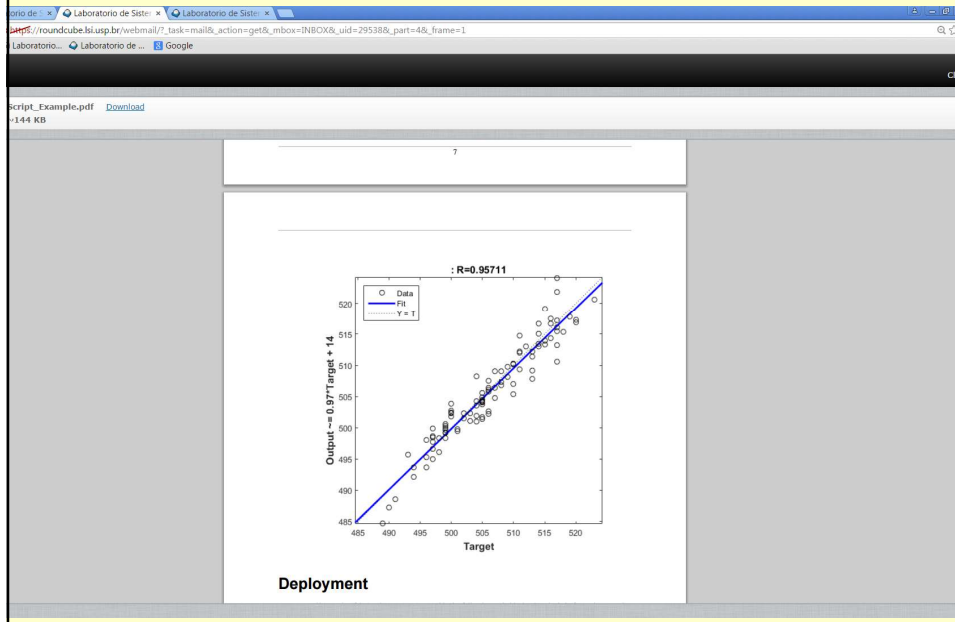 orio de S Laboratorio de Sister Laboratorio de Sister
https://roundcube.lsi.usp.br/webmail/?_task=mail&_action=get&_mbox=INBOX&_uid=29538&_part=4&_frame=1
Laboratorio... Laboratorio de ... Google
Cl
Script_Example.pdf Download
~144 KB
7
: R=0.95711
Data
Fit
Y = T
Output ~= 0.97*Target + 14
520
515
510
505
500
495
490
485
485 490 495 500 505 510 515 520
Target
Deployment